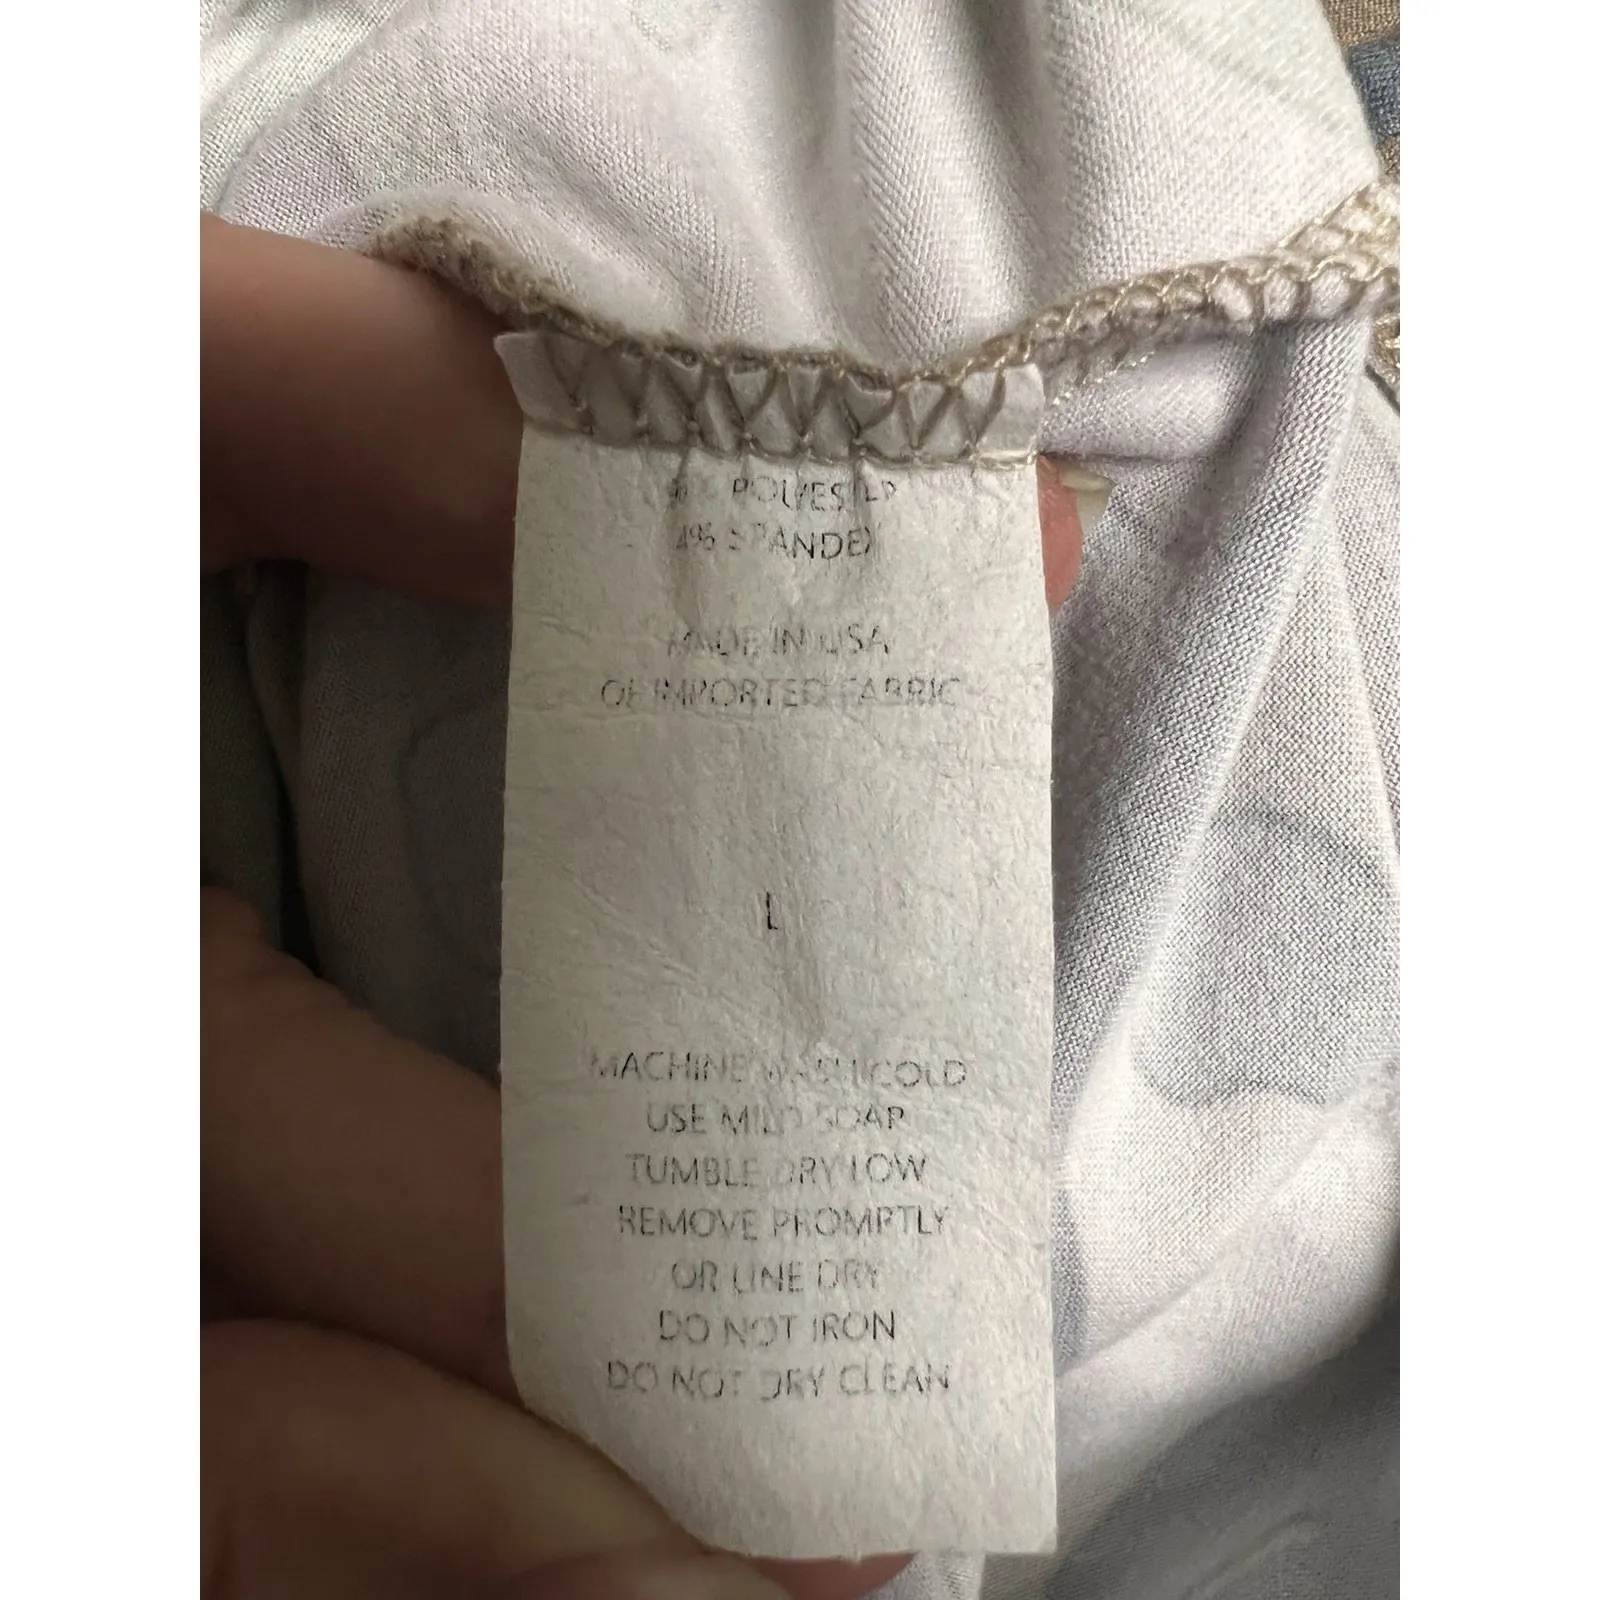 POLYESTER
4% SPANDEX
MADE IN USA
OF IMPORTED FABRIC
L
MACHINE WASH COLD
USE MILD SOAP
TUMBLE DRY LOW
REMOVE PROMPTLY
OR LINE DRY
DO NOT IRON
DO NOT DRY CLEAN